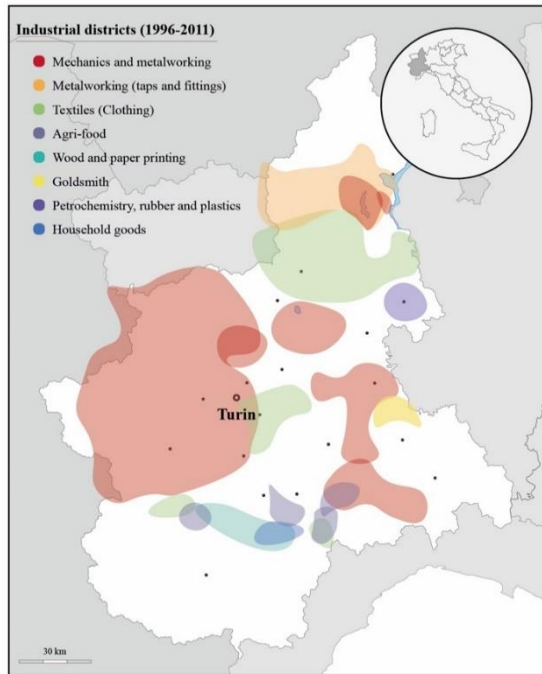 Industrial districts (1996-2011)
Mechanics and metalworking
Metalworking (taps and fittings)
Textiles (Clothing)
Agri-food
Wood and paper printing
Goldsmith
Petrochemistry, rubber and plastics
Household goods
Turin
30 km